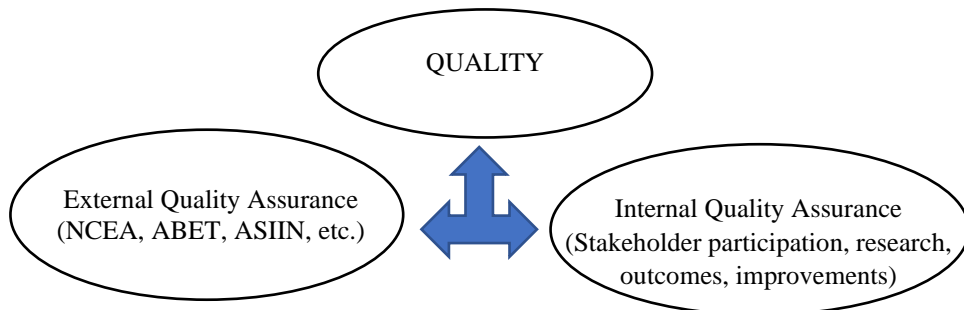 QUALITY
External Quality Assurance
(NCEA, ABET, ASIIN, etc.)
Internal Quality Assurance
(Stakeholder participation, research,
outcomes, improvements)